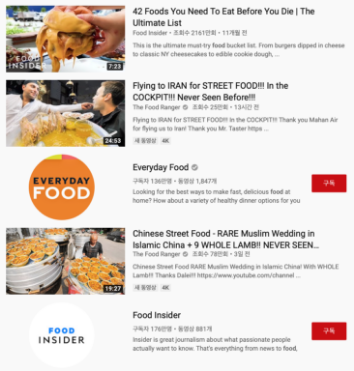 42 Foods You Need To Eat Before You Die | The
Ultimate List
Food Insider • 조회수 2161만회 • 11개월 전
This is the ultimate must-try food bucket list. From burgers dipped in cheese
to classic NY cheesecakes to edible cookie dough, ...
FOOD
INSIDER
7:23
Flying to IRAN for STREET FOOD!!! In the
COCKPIT!!! Never Seen Before!!!
The Food Ranger • 조회수 25만회 • 13시간 전
Flying to IRAN for STREET FOOD!!! Thank you Mahan Air
for flying us to Iran! Thank you Mr. Taster https ...
새 동영상 4K
24:53
EVERYDAY
FOOD
Everyday Food
구독자 136만명 • 동영상 1,847개
Looking for the best ways to make fast, delicious food at
home? How about a variety of healthy dinner options for you
구독
Chinese Street Food - RARE Muslim Wedding in
Islamic China + 9 WHOLE LAMB!! NEVER SEEN...
The Food Ranger • 조회수 78만회 • 3일 전
Chinese Street Food RARE Muslim Wedding in Islamic China! With WHOLE
Lamb!! Thanks Dalei!!! https://www.youtube.com/channel ...
새 동영상 4K
19:27
FOOD
INSIDER
Food Insider
구독자 176만명 • 동영상 881개
Insider is great journalism about what passionate people
actually want to know. That's everything from news to food,
구독